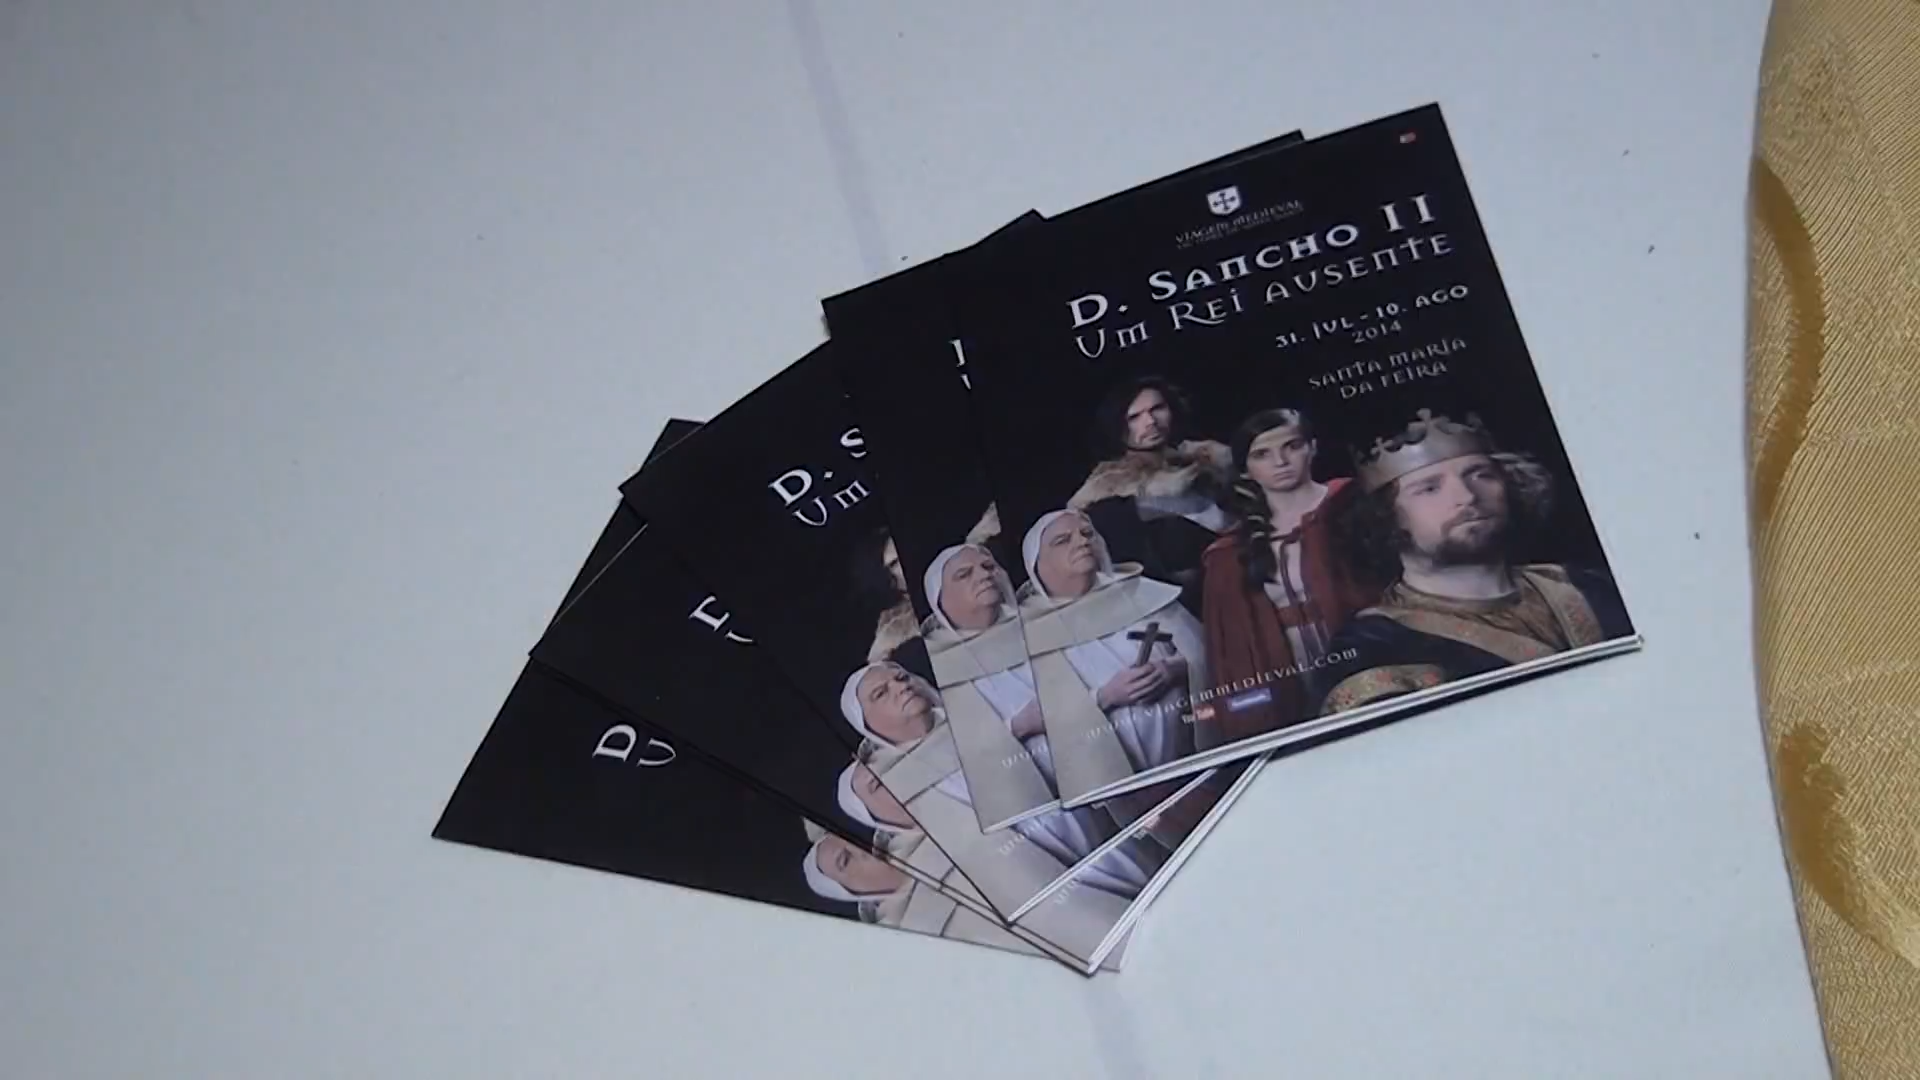 VIAGEM MEDIEVAL
D. SANCHO II
UM REI AUSENTE
31. JUL - 10. AGO
2014
SANTA MARIA
DA FEIRA
WWW.VIAGEMMEDIEVAL.COM
YouTube
D. S
UM
D
U